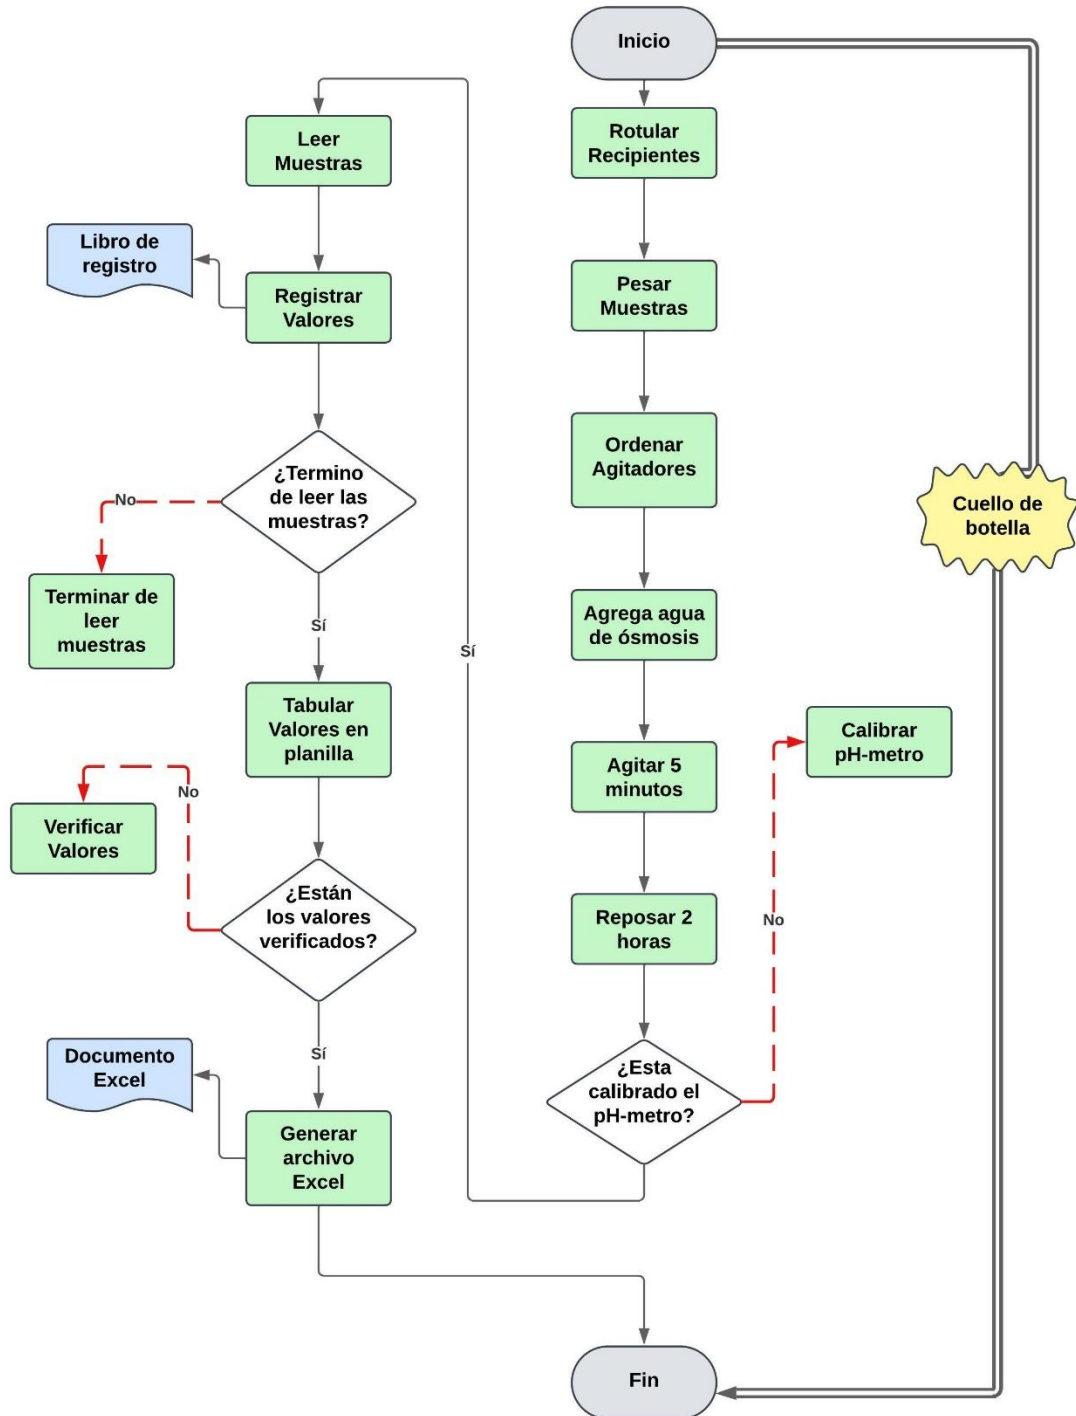 Inicio
Rotular
Recipientes
Pesar
Muestras
Ordenar
Agitadores
Agrega agua
de ósmosis
Agitar 5
minutos
Reposar 2
horas
¿Esta
calibrado el
pH-metro?
No
Calibrar
pH-metro
Sí
Leer
Muestras
Registrar
Valores
Libro de
registro
¿Termino
de leer las
muestras?
No
Terminar de
leer
muestras
Sí
Tabular
Valores en
planilla
¿Están
los valores
verificados?
No
Verificar
Valores
Sí
Generar
archivo
Excel
Documento
Excel
Fin
Cuello de
botella